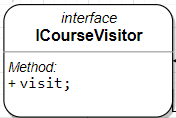 interface
ICourseVisitor
Method:
+ visit;